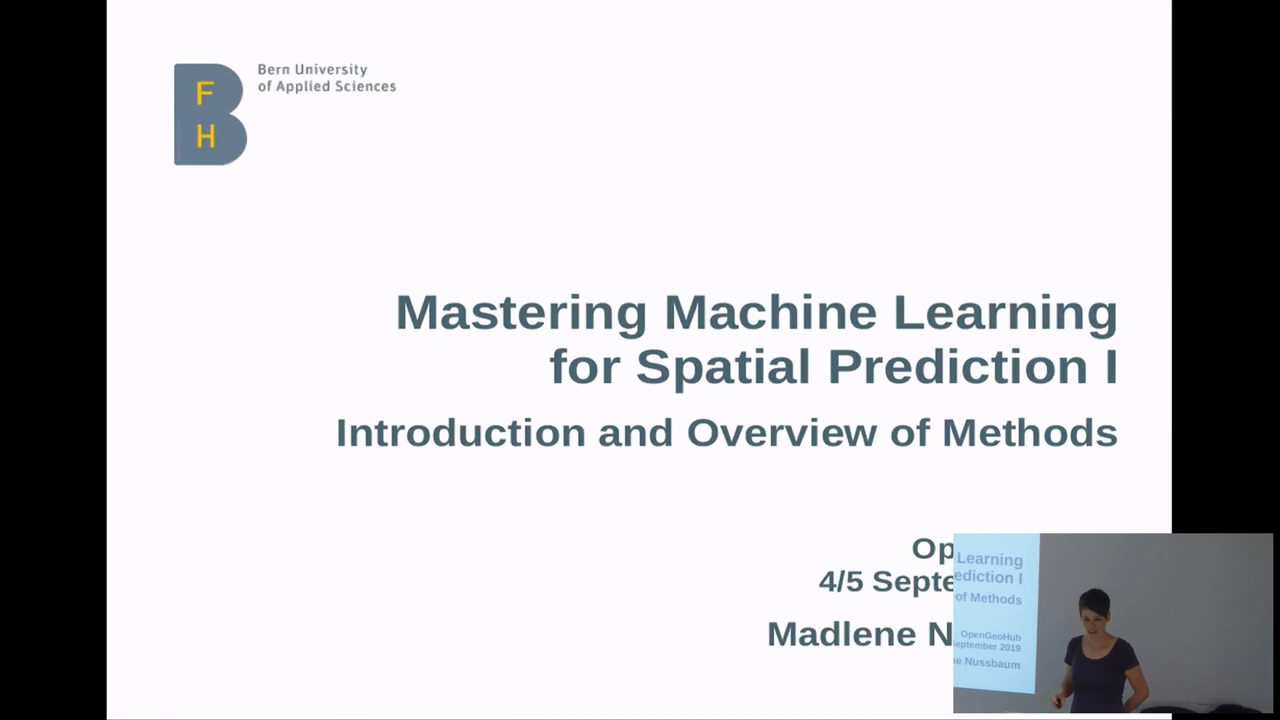 F
H
Bern University
of Applied Sciences
Mastering Machine Learning
for Spatial Prediction I
Introduction and Overview of Methods
Op
4/5 Septe
Madlene N
Learning
ediction I
of Methods
OpenGeoHub
September 2019
e Nussbaum